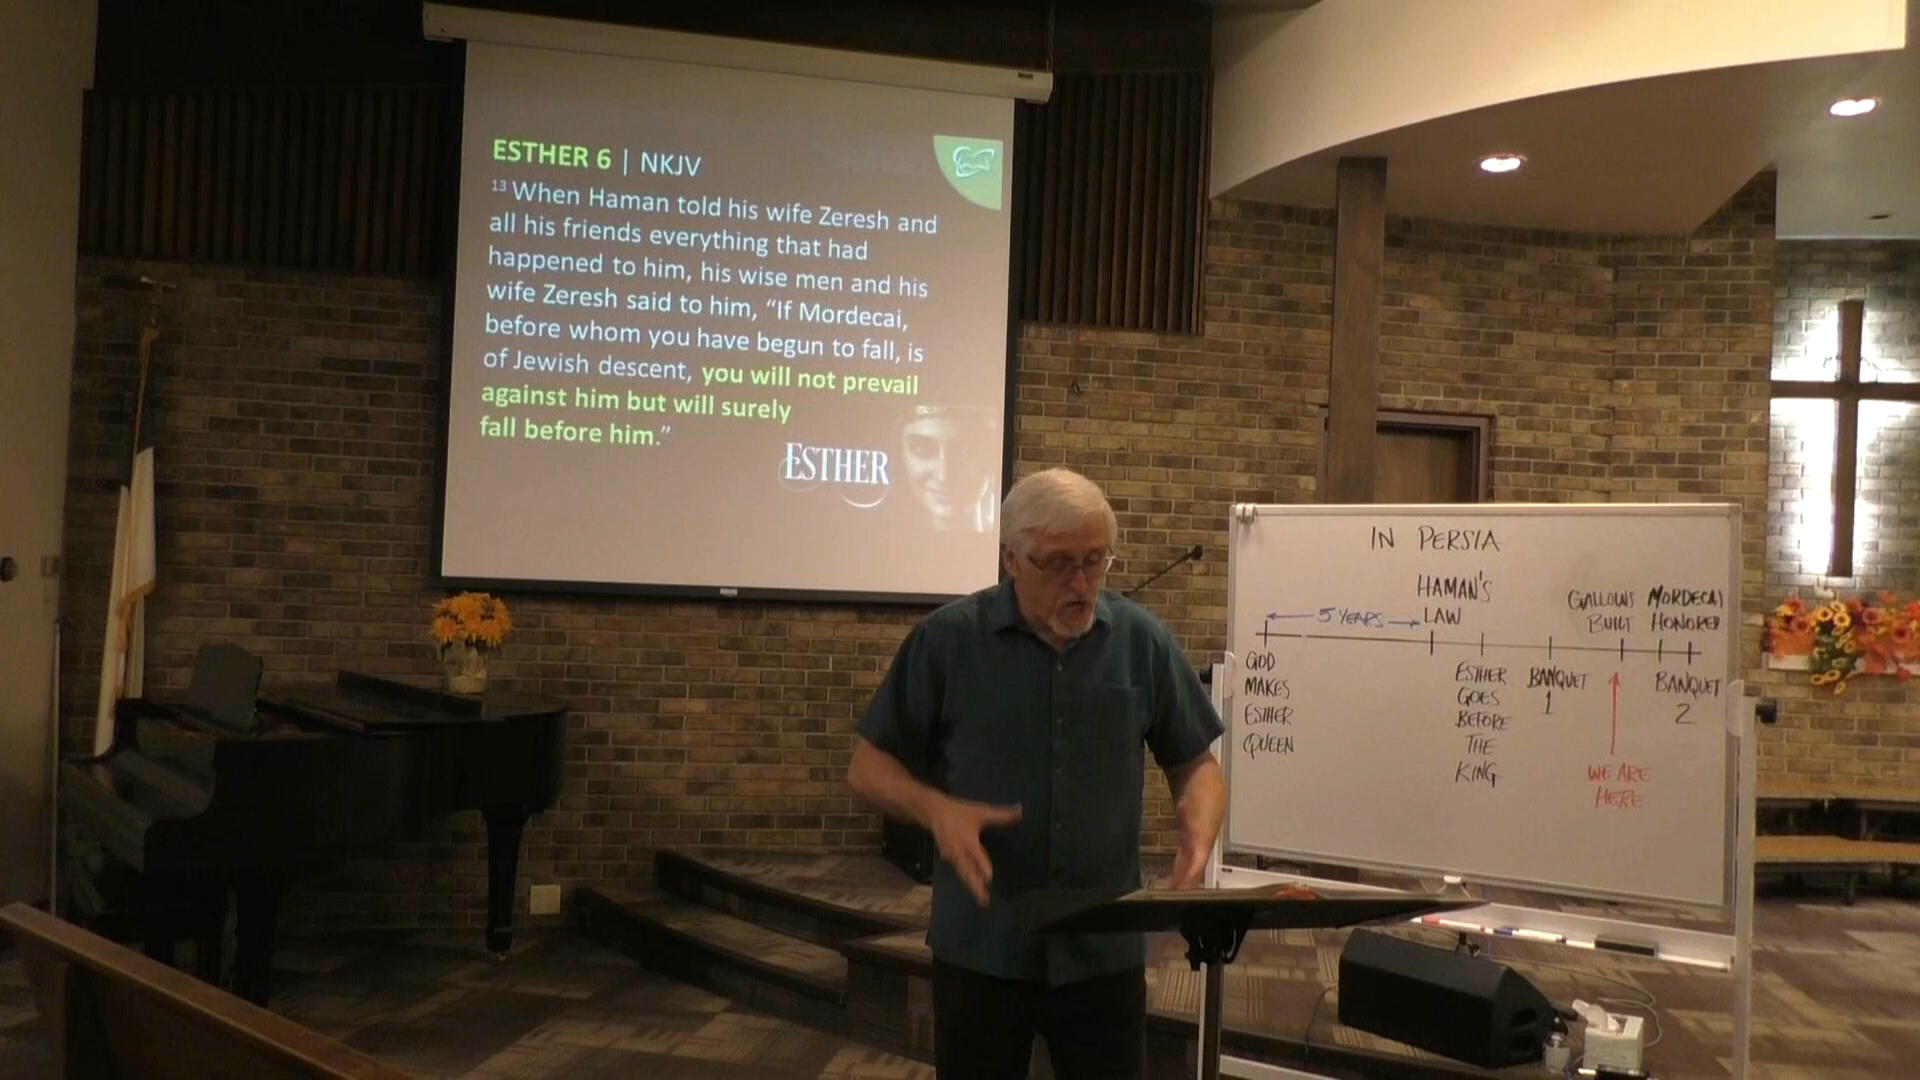 ESTHER 6 | NKJV
13 When Haman told his wife Zeresh and
all his friends everything that had
happened to him, his wise men and his
wife Zeresh said to him, “If Mordecai,
before whom you have begun to fall, is
of Jewish descent, you will not prevail
against him but will surely
fall before him.”
ESTHER
IN PERSIA
5 YEARS
HAMAN'S
LAW
GALLOWS
BUILT
MORDECAI
HONORED
GOD
MAKES
ESTHER
QUEEN
ESTHER
GOES
BEFORE
THE
KING
BANQUET
1
BANQUET
2
WE ARE
HERE